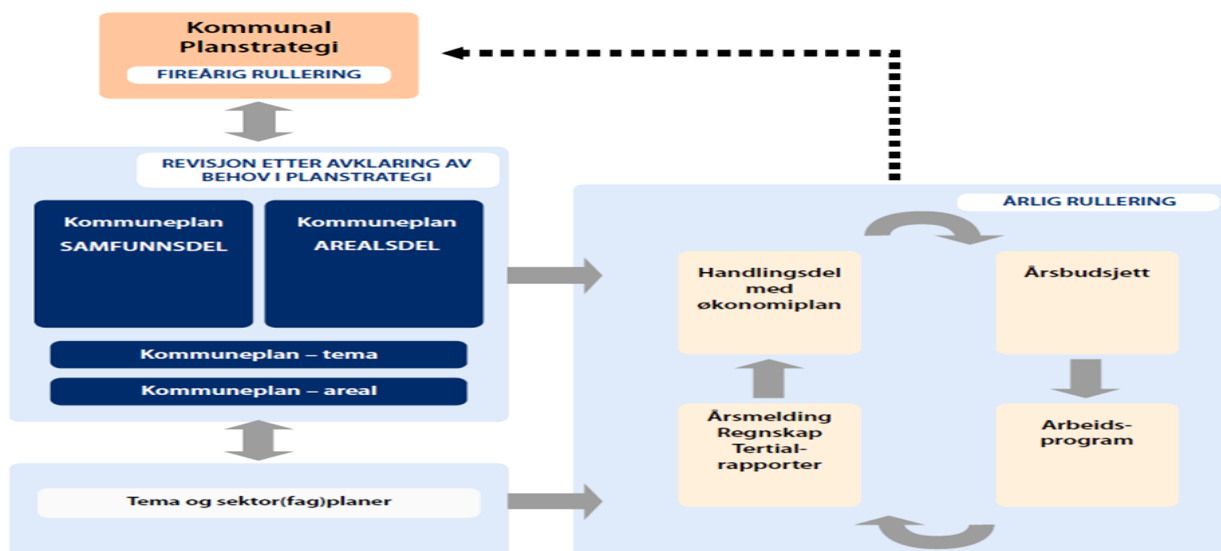 Kommunal
Planstrategi
FIREÅRIG RULLERING
REVISJON ETTER AVKLARING AV
BEHOV I PLANSTRATEGI
Kommuneplan
SAMFUNNSDEL
Kommuneplan
AREALSDEL
Kommuneplan – tema
Kommuneplan – areal
Tema og sektor(fag)planer
ÅRLIG RULLERING
Handlingsdel
med
økonomiplan
Årsbudsjett
Årsmelding
Regnskap
Tertial-
rapporter
Arbeids-
program